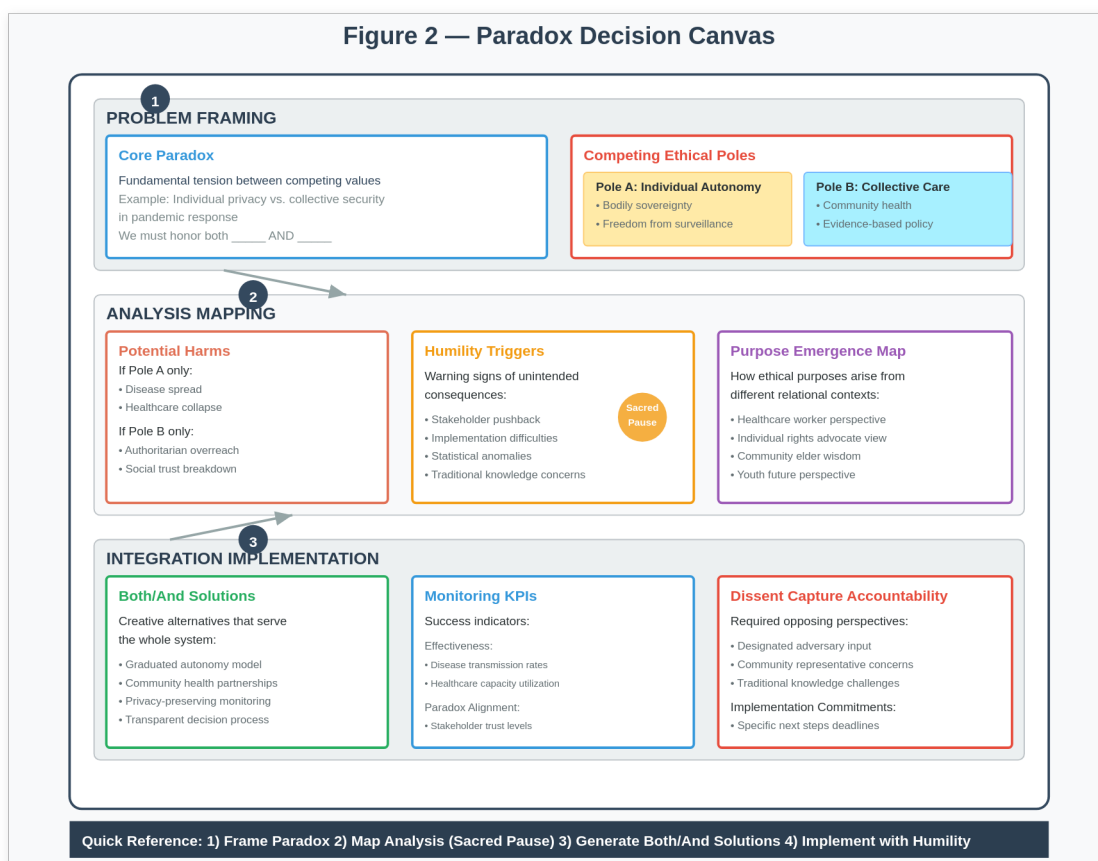 Figure 2 — Paradox Decision Canvas
1
PROBLEM FRAMING
Core Paradox
Fundamental tension between competing values
Example: Individual privacy vs. collective security
in pandemic response
We must honor both _____ AND _____
Competing Ethical Poles
Pole A: Individual Autonomy
• Bodily sovereignty
• Freedom from surveillance
Pole B: Collective Care
• Community health
• Evidence-based policy
2
ANALYSIS MAPPING
Potential Harms
If Pole A only:
• Disease spread
• Healthcare collapse
If Pole B only:
• Authoritarian overreach
• Social trust breakdown
Humility Triggers
Warning signs of unintended
consequences:
• Stakeholder pushback
• Implementation difficulties
• Statistical anomalies
• Traditional knowledge concerns
Sacred
Pause
Purpose Emergence Map
How ethical purposes arise from
different relational contexts:
• Healthcare worker perspective
• Individual rights advocate view
• Community elder wisdom
• Youth future perspective
3
INTEGRATION IMPLEMENTATION
Both/And Solutions
Creative alternatives that serve
the whole system:
• Graduated autonomy model
• Community health partnerships
• Privacy-preserving monitoring
• Transparent decision process
Monitoring KPIs
Success indicators:
Effectiveness:
• Disease transmission rates
• Healthcare capacity utilization
Paradox Alignment:
• Stakeholder trust levels
Dissent Capture Accountability
Required opposing perspectives:
• Designated adversary input
• Community representative concerns
• Traditional knowledge challenges
Implementation Commitments:
• Specific next steps deadlines
Quick Reference: 1) Frame Paradox 2) Map Analysis (Sacred Pause) 3) Generate Both/And Solutions 4) Implement with Humility